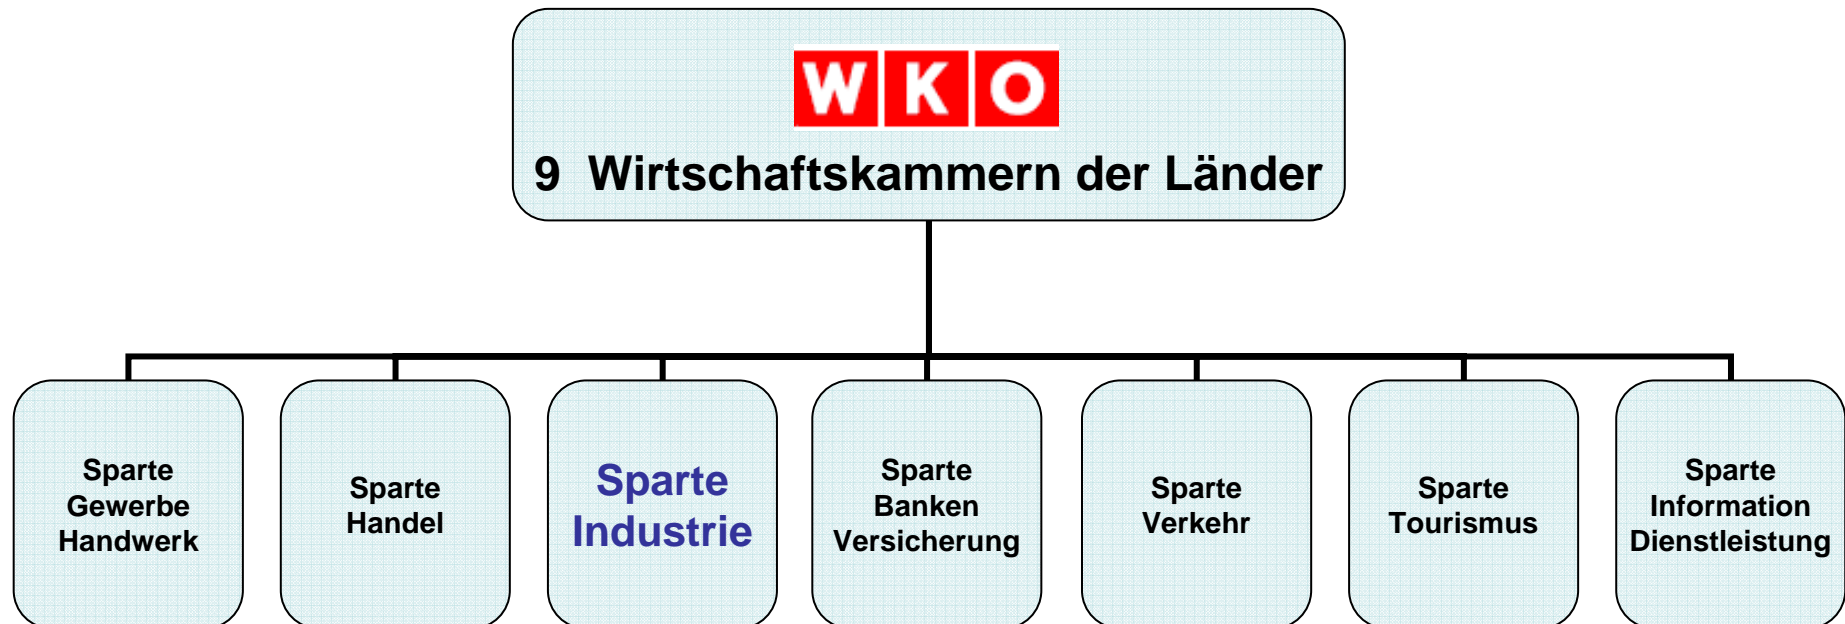 WKO
9 Wirtschaftskammern der Länder
Sparte
Gewerbe
Handwerk
Sparte
Handel
Sparte
Industrie
Sparte
Banken
Versicherung
Sparte
Verkehr
Sparte
Tourismus
Sparte
Information
Dienstleistung